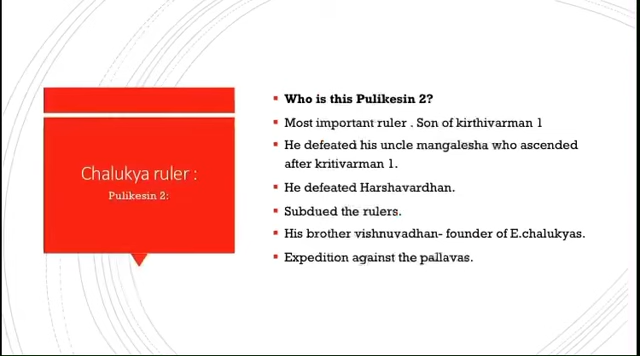 Chalukya ruler :
Pulikesin 2:
Who is this Pulikesin 2?
Most important ruler . Son of kirthivarman 1
He defeated his uncle mangalesha who ascended
after kritivarman 1.
He defeated Harshavardhan.
Subdued the rulers.
His brother vishnuvadhan- founder of E.chalukyas.
Expedition against the pallavas.